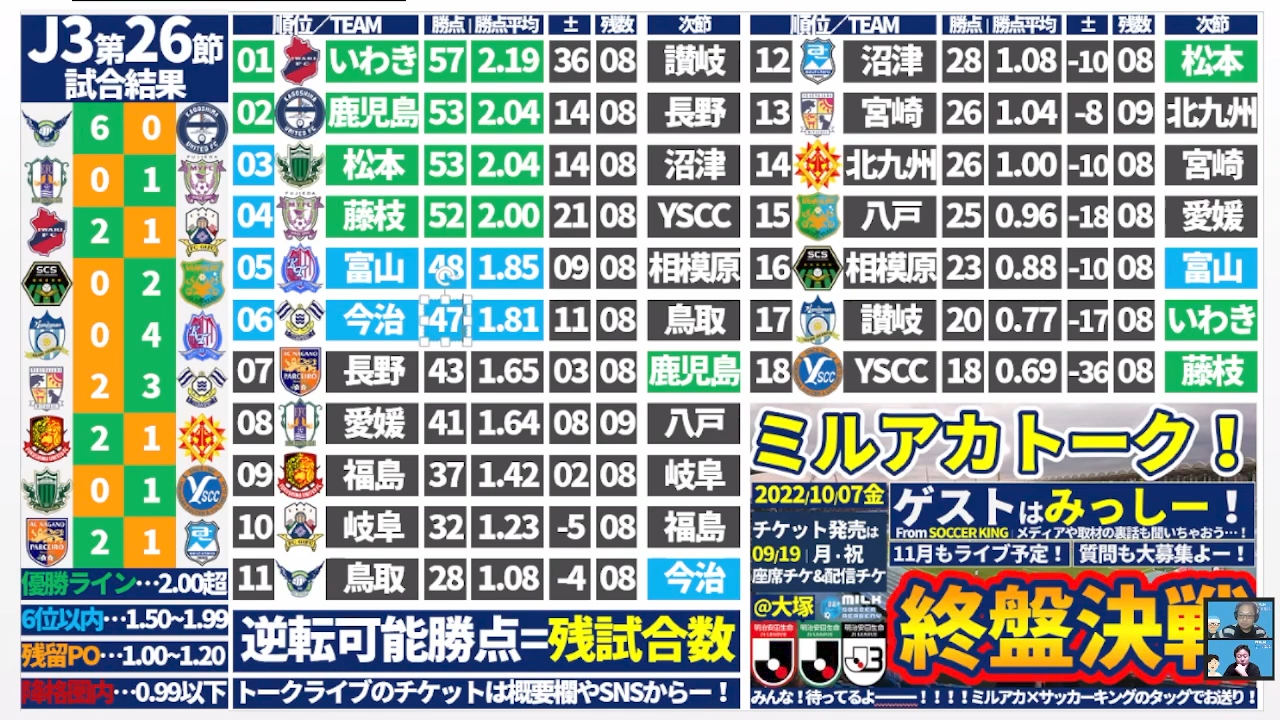 J3第26節
試合結果
6 0
0 1
2 1
0 2
0 4
2 3
2 1
0 1
2 1
優勝ライン…2.00超
6位以内…1.50~1.99
残留PO…1.00~1.20
降格圏内…0.99以下
順位／TEAM 勝点 勝点平均 ± 残数 次節
01 いわき 57 2.19 36 08 讃岐
02 鹿児島 53 2.04 14 08 長野
03 松本 53 2.04 14 08 沼津
04 藤枝 52 2.00 21 08 YSCC
05 富山 48 1.85 09 08 相模原
06 今治 47 1.81 11 08 鳥取
07 長野 43 1.65 03 08 鹿児島
08 愛媛 41 1.64 08 09 八戸
09 福島 37 1.42 02 08 岐阜
10 岐阜 32 1.23 -5 08 福島
11 鳥取 28 1.08 -4 08 今治
逆転可能勝点=残試合数
トークライブのチケットは概要欄やSNSからー！
順位／TEAM 勝点 勝点平均 ± 残数 次節
12 沼津 28 1.08 -10 08 松本
13 宮崎 26 1.04 -8 09 北九州
14 北九州 26 1.00 -10 08 宮崎
15 八戸 25 0.96 -18 08 愛媛
16 相模原 23 0.88 -10 08 富山
17 讃岐 20 0.77 -17 08 いわき
18 YSCC 18 0.69 -36 08 藤枝
ミルアカトーク！
2022/10/07金
チケット発売は
09/19｜月・祝
座席チケ&配信チケ
@大塚
ゲストはみっしー！
From SOCCER KING メディアや取材の裏話も聞いちゃおう…！
11月もライブ予定！ 質問も大募集よー！
終盤決戦
みんな！待ってるよ――！！！！ミルアカ×サッカーキングのタッグでお送り！